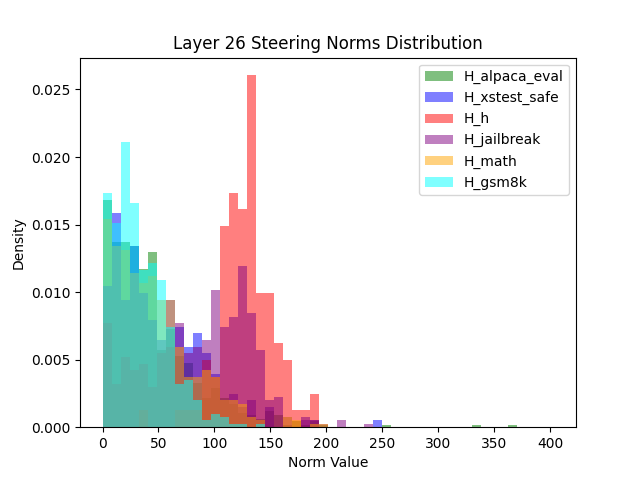 Layer 26 Steering Norms Distribution
Density
0.025
0.020
0.015
0.010
0.005
0.000
H_alpaca_eval
H_xstest_safe
H_h
H_jailbreak
H_math
H_gsm8k
0 50 100 150 200 250 300 350 400
Norm Value